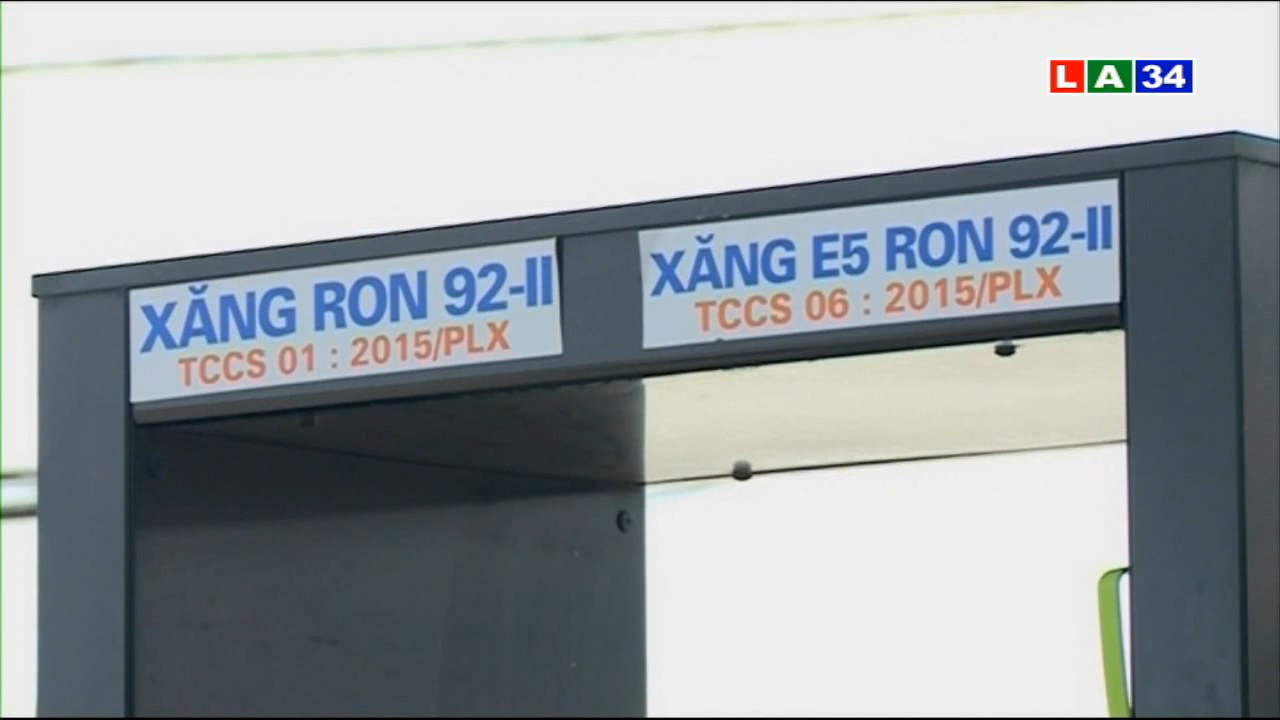 LA34
XĂNG RON 92-II
TCCS 01 : 2015/PLX
XĂNG E5 RON 92-II
TCCS 06 : 2015/PLX